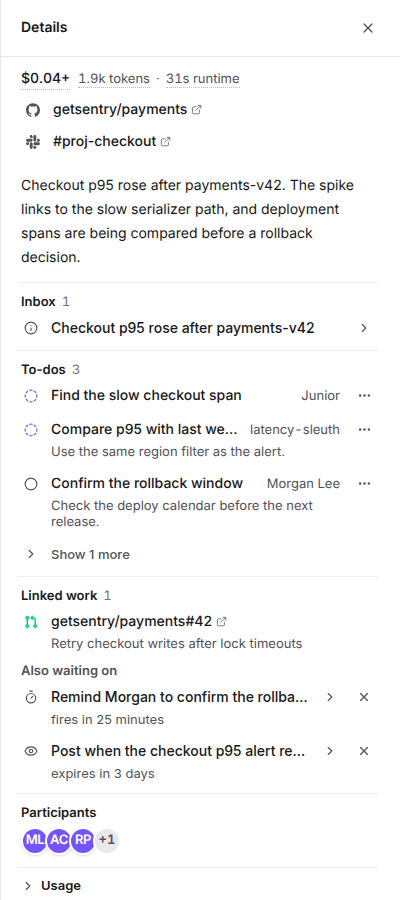 Details
$0.04+ 1.9k tokens · 31s runtime
getsentry/payments
#proj-checkout
Checkout p95 rose after payments-v42. The spike
links to the slow serializer path, and deployment
spans are being compared before a rollback
decision.
Inbox 1
Checkout p95 rose after payments-v42
To-dos 3
Find the slow checkout span Junior
Compare p95 with last we... latency-sleuth
Use the same region filter as the alert.
Confirm the rollback window Morgan Lee
Check the deploy calendar before the next
release.
Show 1 more
Linked work 1
getsentry/payments#42
Retry checkout writes after lock timeouts
Also waiting on
Remind Morgan to confirm the rollba...
fires in 25 minutes
Post when the checkout p95 alert re...
expires in 3 days
Participants
ML AC RP +1
Usage